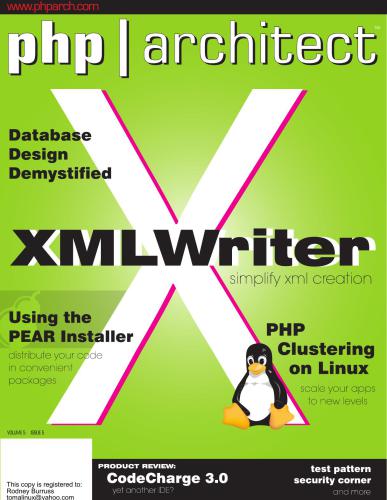 www.phparch.com
php|architect
TM
Database
Design
Demystified
X
XMLWriter
simplify xml creation
Using the
PEAR Installer
distribute your code
in convenient
packages
PHP
Clustering
on Linux
scale your apps
to new levels
VOLUME 5 ISSUE 5
This copy is registered to:
Rodney Burruss
tomalinux@yahoo.com
PRODUCT REVIEW:
CodeCharge 3.0
yet another IDE?
test pattern
security corner
and more